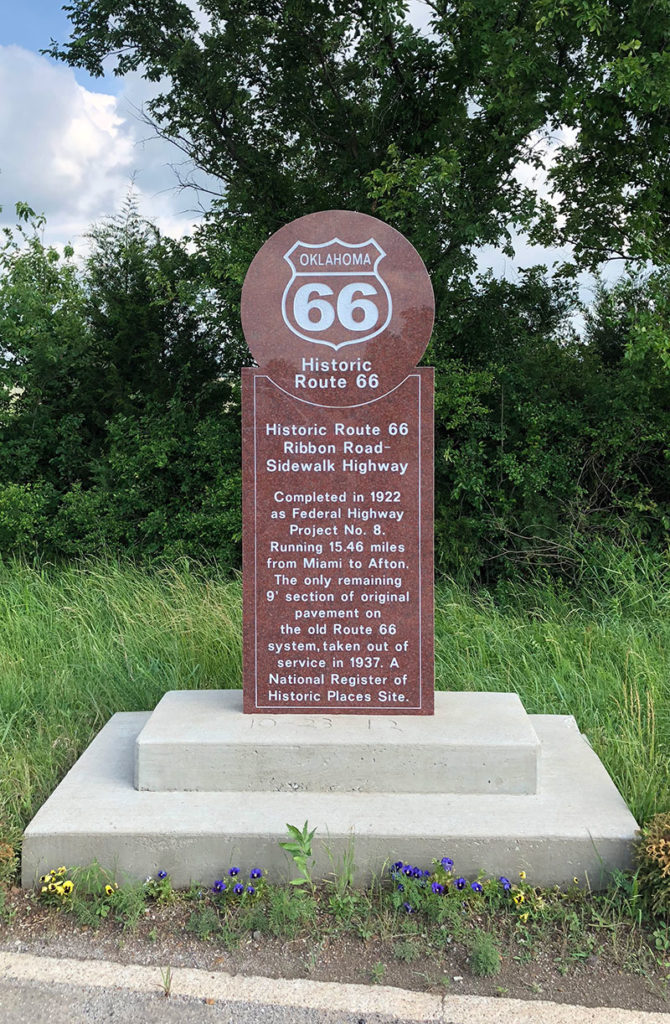 OKLAHOMA
66
Historic
Route 66
Historic Route 66
Ribbon Road-
Sidewalk Highway
Completed in 1922
as Federal Highway
Project No. 8.
Running 15.46 miles
from Miami to Afton.
The only remaining
9' section of original
pavement on
the old Route 66
system, taken out of
service in 1937. A
National Register of
Historic Places Site.
10-23 12